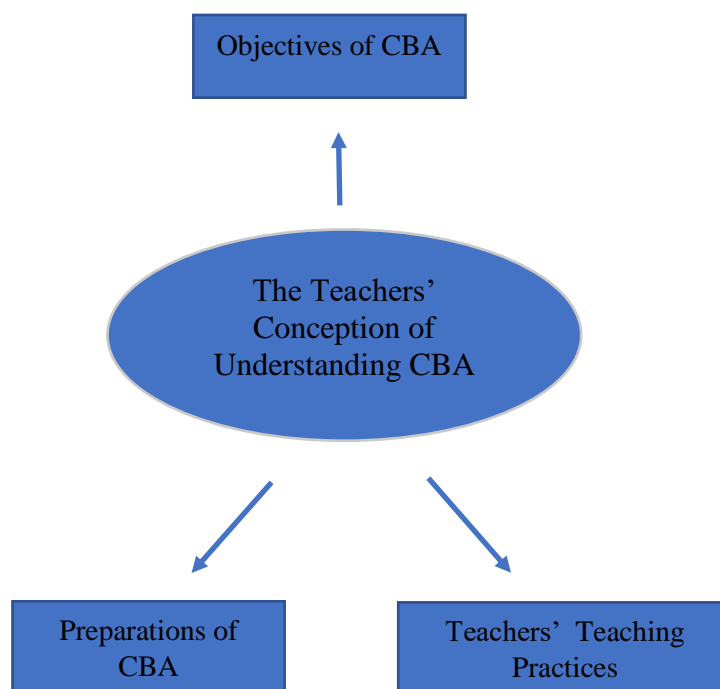 Objectives of CBA
The Teachers’
Conception of
Understanding CBA
Preparations of
CBA
Teachers’  Teaching
Practices